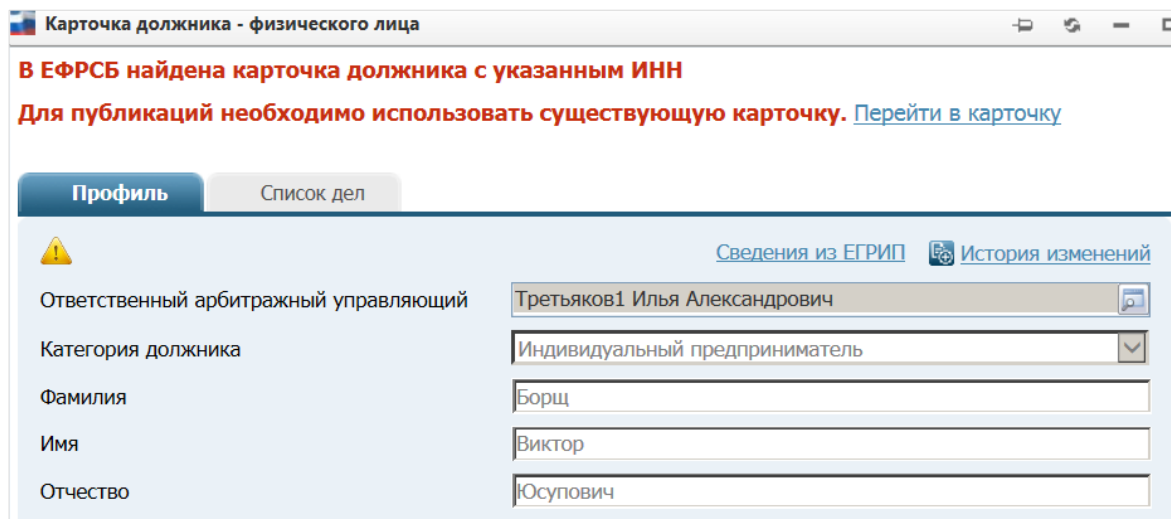 Карточка должника - физического лица
В ЕФРСБ найдена карточка должника с указанным ИНН
Для публикаций необходимо использовать существующую карточку. Перейти в карточку
Профиль Список дел
Сведения из ЕГРИП История изменений
Ответственный арбитражный управляющий Третьяков1 Илья Александрович
Категория должника Индивидуальный предприниматель
Фамилия Борщ
Имя Виктор
Отчество Юсупович